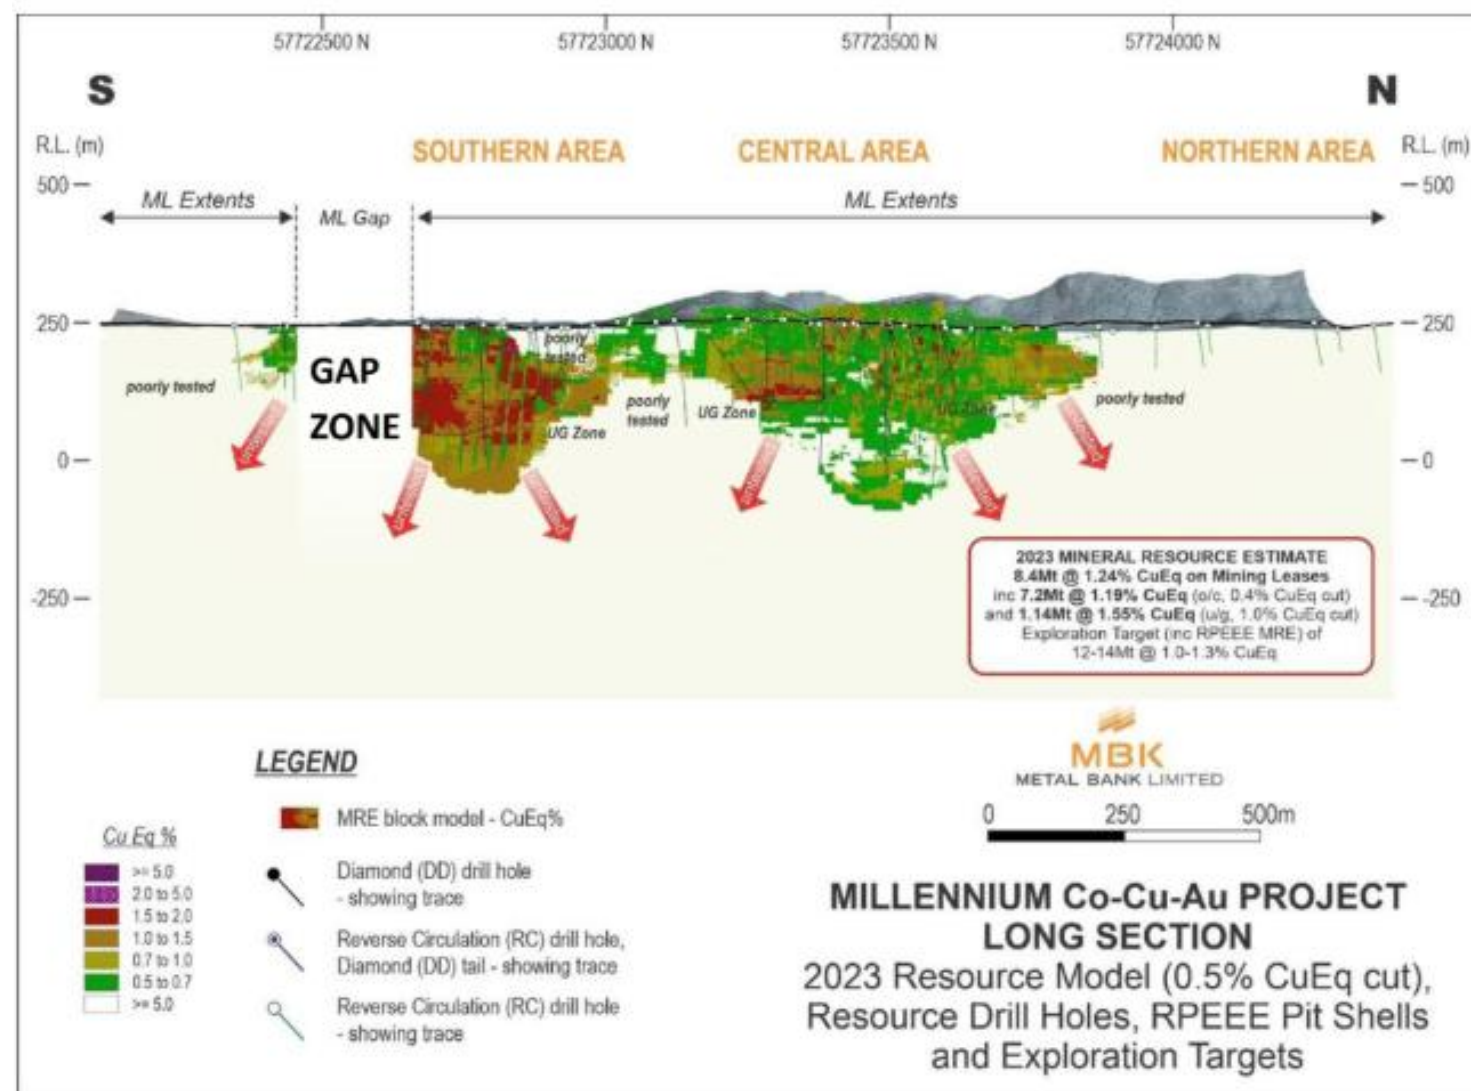 57722500 N
57723000 N
57723500 N
57724000 N
S
N
R.L. (m)
SOUTHERN AREA
CENTRAL AREA
NORTHERN AREA
R.L. (m)
500
500
ML Extents
ML Gap
ML Extents
250
250
poorly tested
GAP ZONE
poorly tested
UG Zone
poorly tested
UG Zone
UG Zone
poorly tested
0
0
untested
untested
untested
untested
untested
untested
-250
-250
2023 MINERAL RESOURCE ESTIMATE
8.4Mt @ 1.24% CuEq on Mining Leases
inc 7.2Mt @ 1.19% CuEq (o/c, 0.4% CuEq cut)
and 1.14Mt @ 1.55% CuEq (u/g, 1.0% CuEq cut)
Exploration Target (inc RPEEE MRE) of
12-14Mt @ 1.0-1.3% CuEq
MBK
METAL BANK LIMITED
0 250 500m
LEGEND
MRE block model - CuEq%
Diamond (DD) drill hole
- showing trace
Reverse Circulation (RC) drill hole,
Diamond (DD) tail - showing trace
Reverse Circulation (RC) drill hole
- showing trace
Cu Eq %
>= 5.0
2.0 to 5.0
1.5 to 2.0
1.0 to 1.5
0.7 to 1.0
0.5 to 0.7
>= 5.0
MILLENNIUM Co-Cu-Au PROJECT
LONG SECTION
2023 Resource Model (0.5% CuEq cut),
Resource Drill Holes, RPEEE Pit Shells
and Exploration Targets